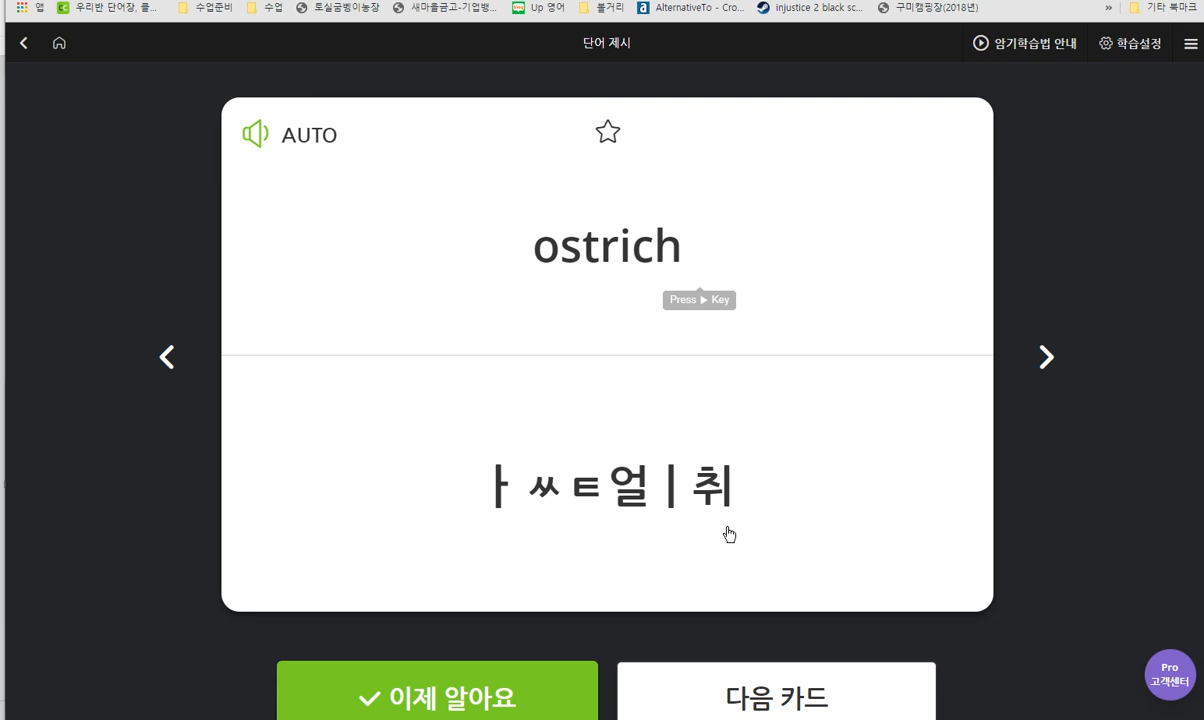 앱 우리반 단어장, 클... 수업준비 수업 토실굼벵이농장 새마을금고-기업뱅... Up 영어 볼거리 AlternativeTo - Cro... injustice 2 black sc... 구미캠핑장(2018년) » 기타 북마크
단어 제시 암기학습법 안내 학습설정
AUTO
ostrich
Press ▶ Key
ㅏ ㅆ ㅌ얼ㅣ취
이제 알아요 다음 카드
Pro
고객센터